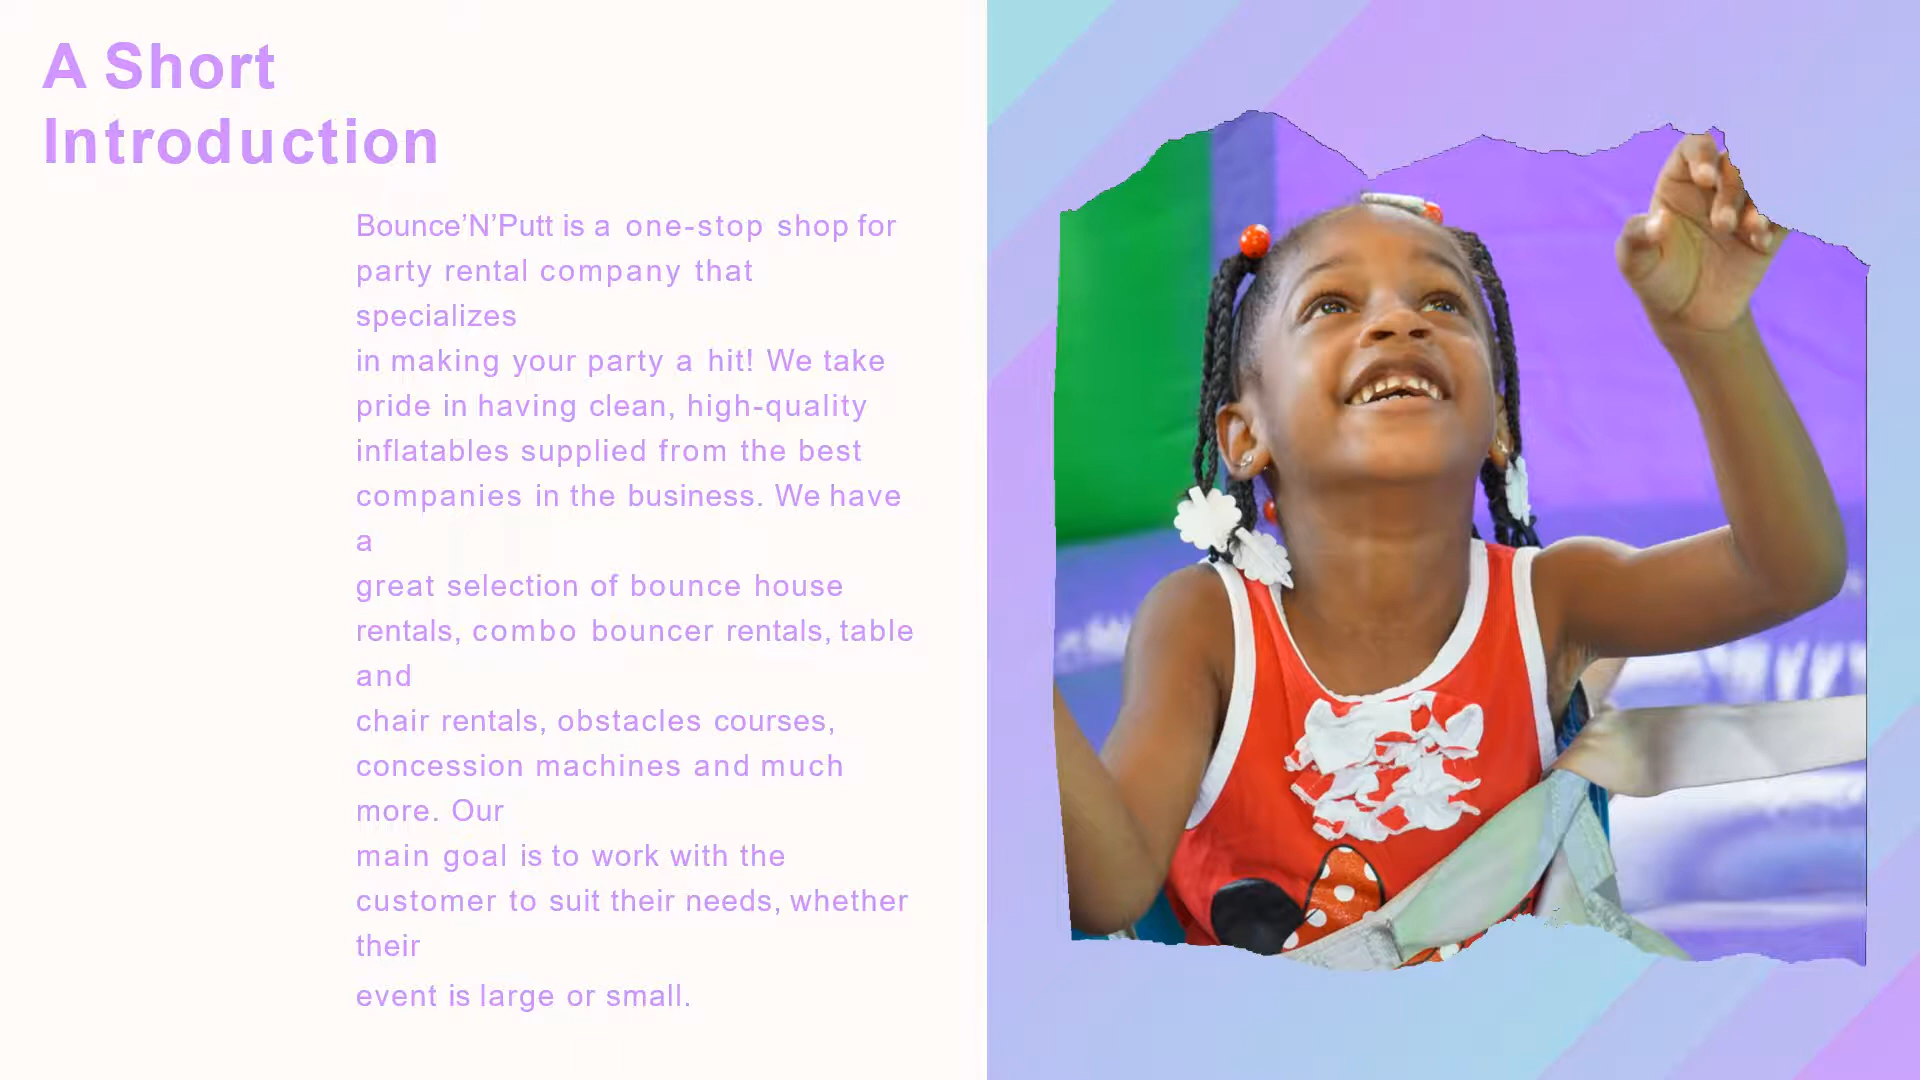 A Short
Introduction
Bounce’N’Putt is a one-stop shop for
party rental company that
specializes
in making your party a hit! We take
pride in having clean, high-quality
inflatables supplied from the best
companies in the business. We have
a
great selection of bounce house
rentals, combo bouncer rentals, table
and
chair rentals, obstacles courses,
concession machines and much
more. Our
main goal is to work with the
customer to suit their needs, whether
their
event is large or small.